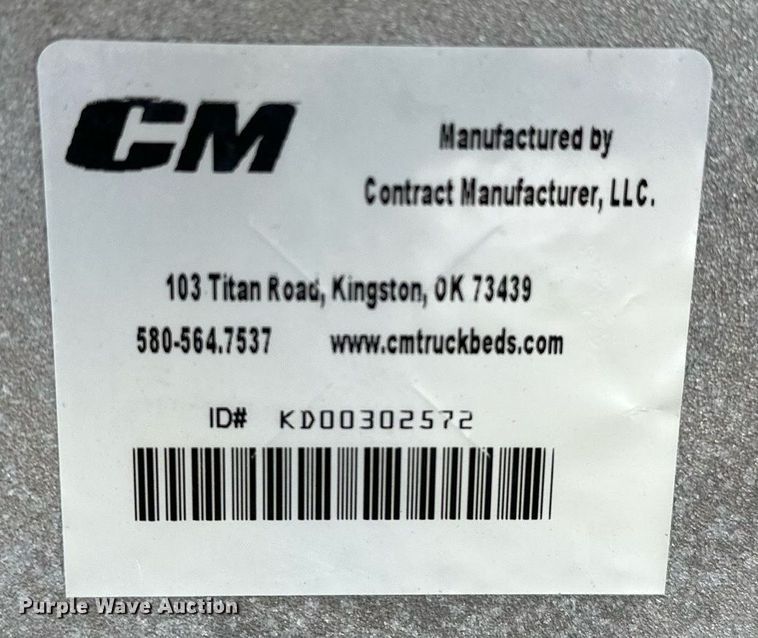 CM
Manufactured by
Contract Manufacturer, LLC.
103 Titan Road, Kingston, OK 73439
580-564.7537 www.cmtruckbeds.com
ID# KD00302572
Purple Wave Auction